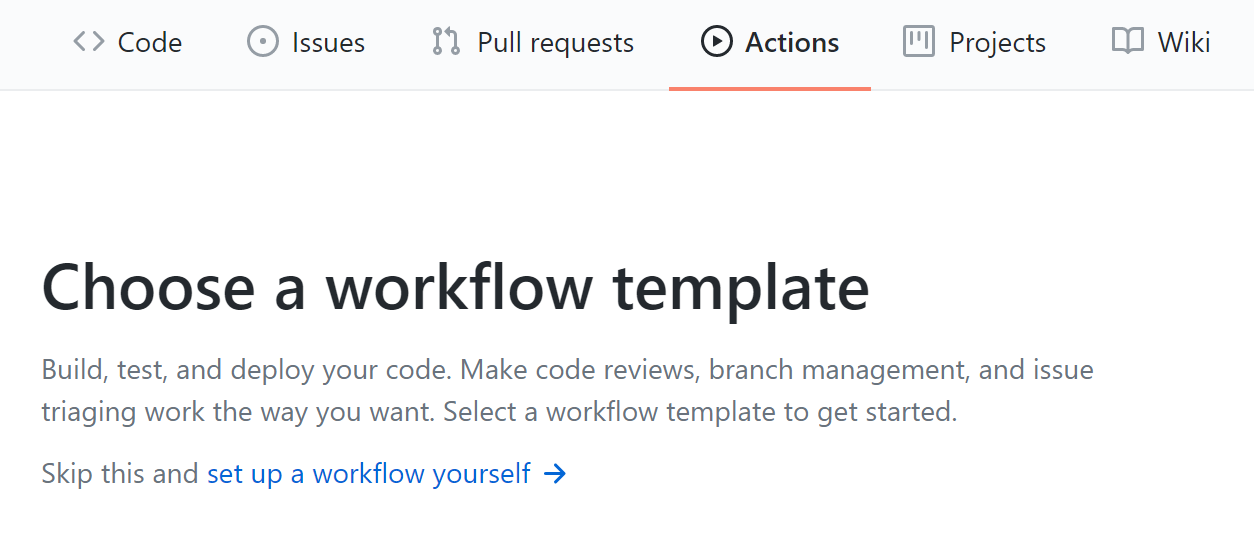 Code Issues Pull requests Actions Projects Wiki
Choose a workflow template
Build, test, and deploy your code. Make code reviews, branch management, and issue
triaging work the way you want. Select a workflow template to get started.
Skip this and set up a workflow yourself →